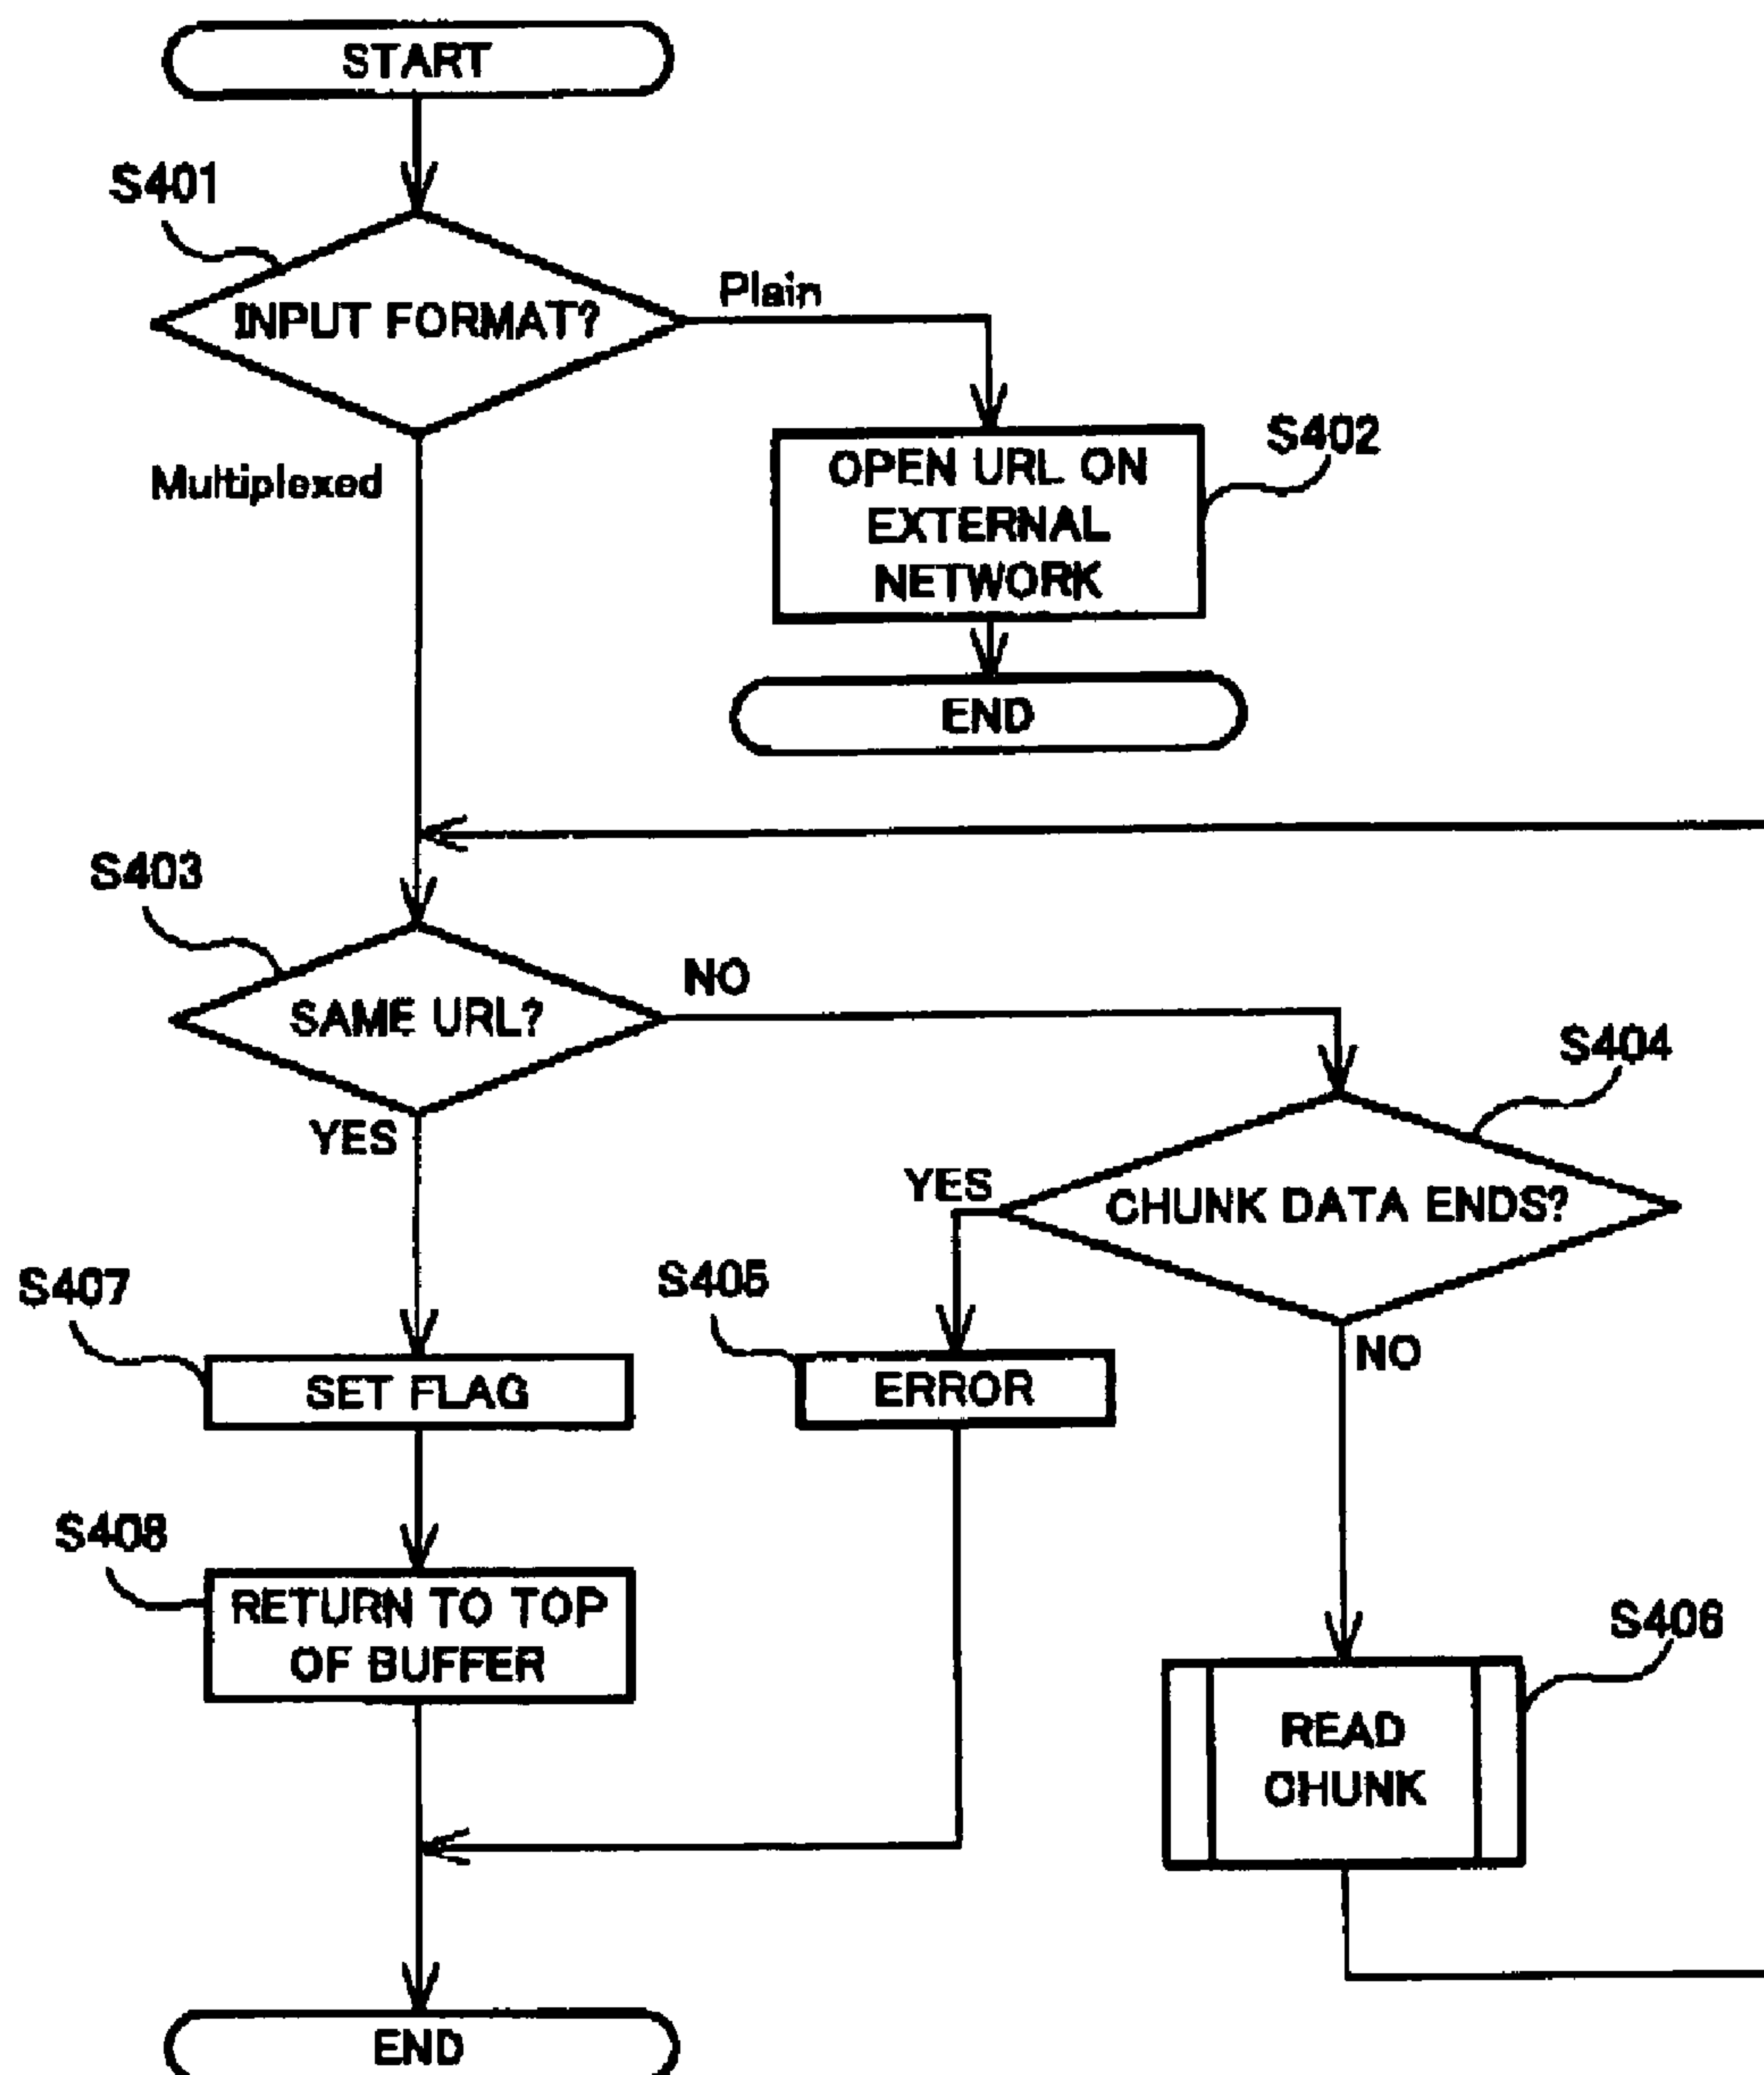 START
S401
INPUT FORMAT?
Plain
Multiplexed
OPEN URL ON
EXTERNAL
NETWORK
S402
END
S403
SAME URL?
NO
YES
S404
CHUNK DATA ENDS?
YES
NO
S407
SET FLAG
S405
ERROR
S408
RETURN TO TOP
OF BUFFER
S406
READ
CHUNK
END